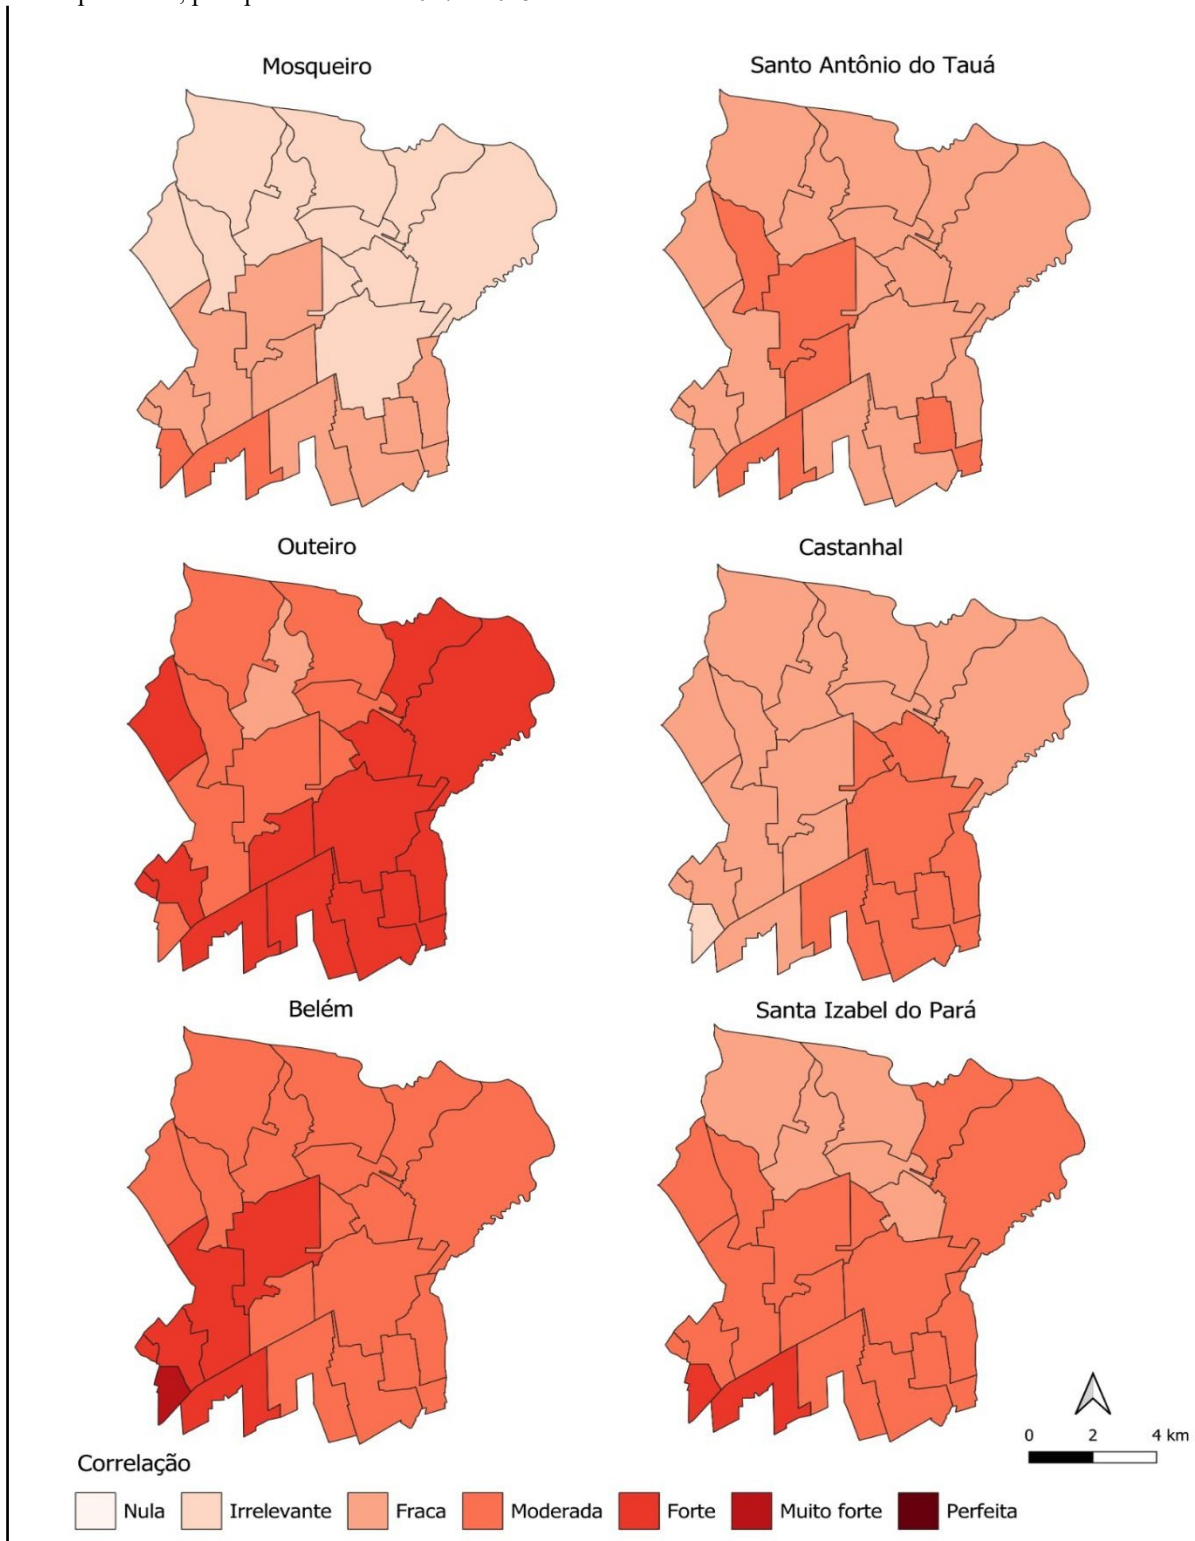 Mosqueiro
Santo Antônio do Tauá
Outeiro
Castanhal
Belém
Santa Izabel do Pará
0 2 4 km
Correlação
Nula Irrelevante Fraca Moderada Forte Muito forte Perfeita